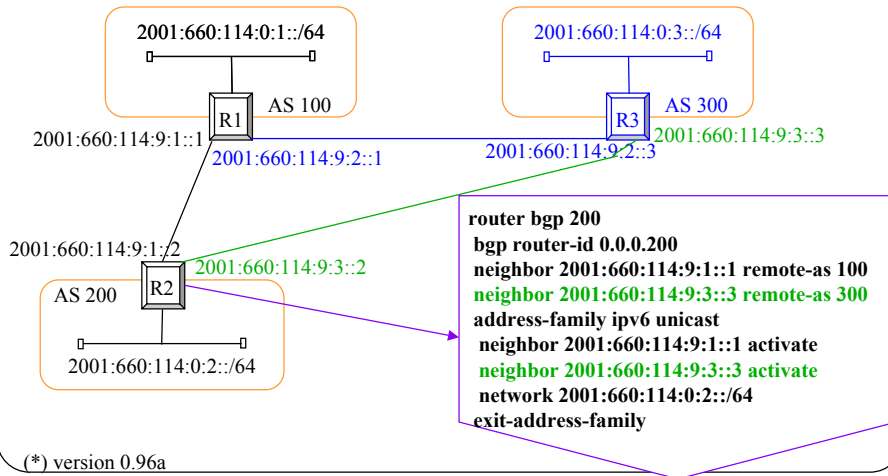 2001:660:114:0:1::/64
2001:660:114:0:3::/64
R1
AS 100
R3
AS 300
2001:660:114:9:1::1
2001:660:114:9:2::1
2001:660:114:9:2::3
2001:660:114:9:3::3
2001:660:114:9:1::2
2001:660:114:9:3::2
AS 200
R2
2001:660:114:0:2::/64
router bgp 200
bgp router-id 0.0.0.200
neighbor 2001:660:114:9:1::1 remote-as 100
neighbor 2001:660:114:9:3::3 remote-as 300
address-family ipv6 unicast
neighbor 2001:660:114:9:1::1 activate
neighbor 2001:660:114:9:3::3 activate
network 2001:660:114:0:2::/64
exit-address-family
(*) version 0.96a